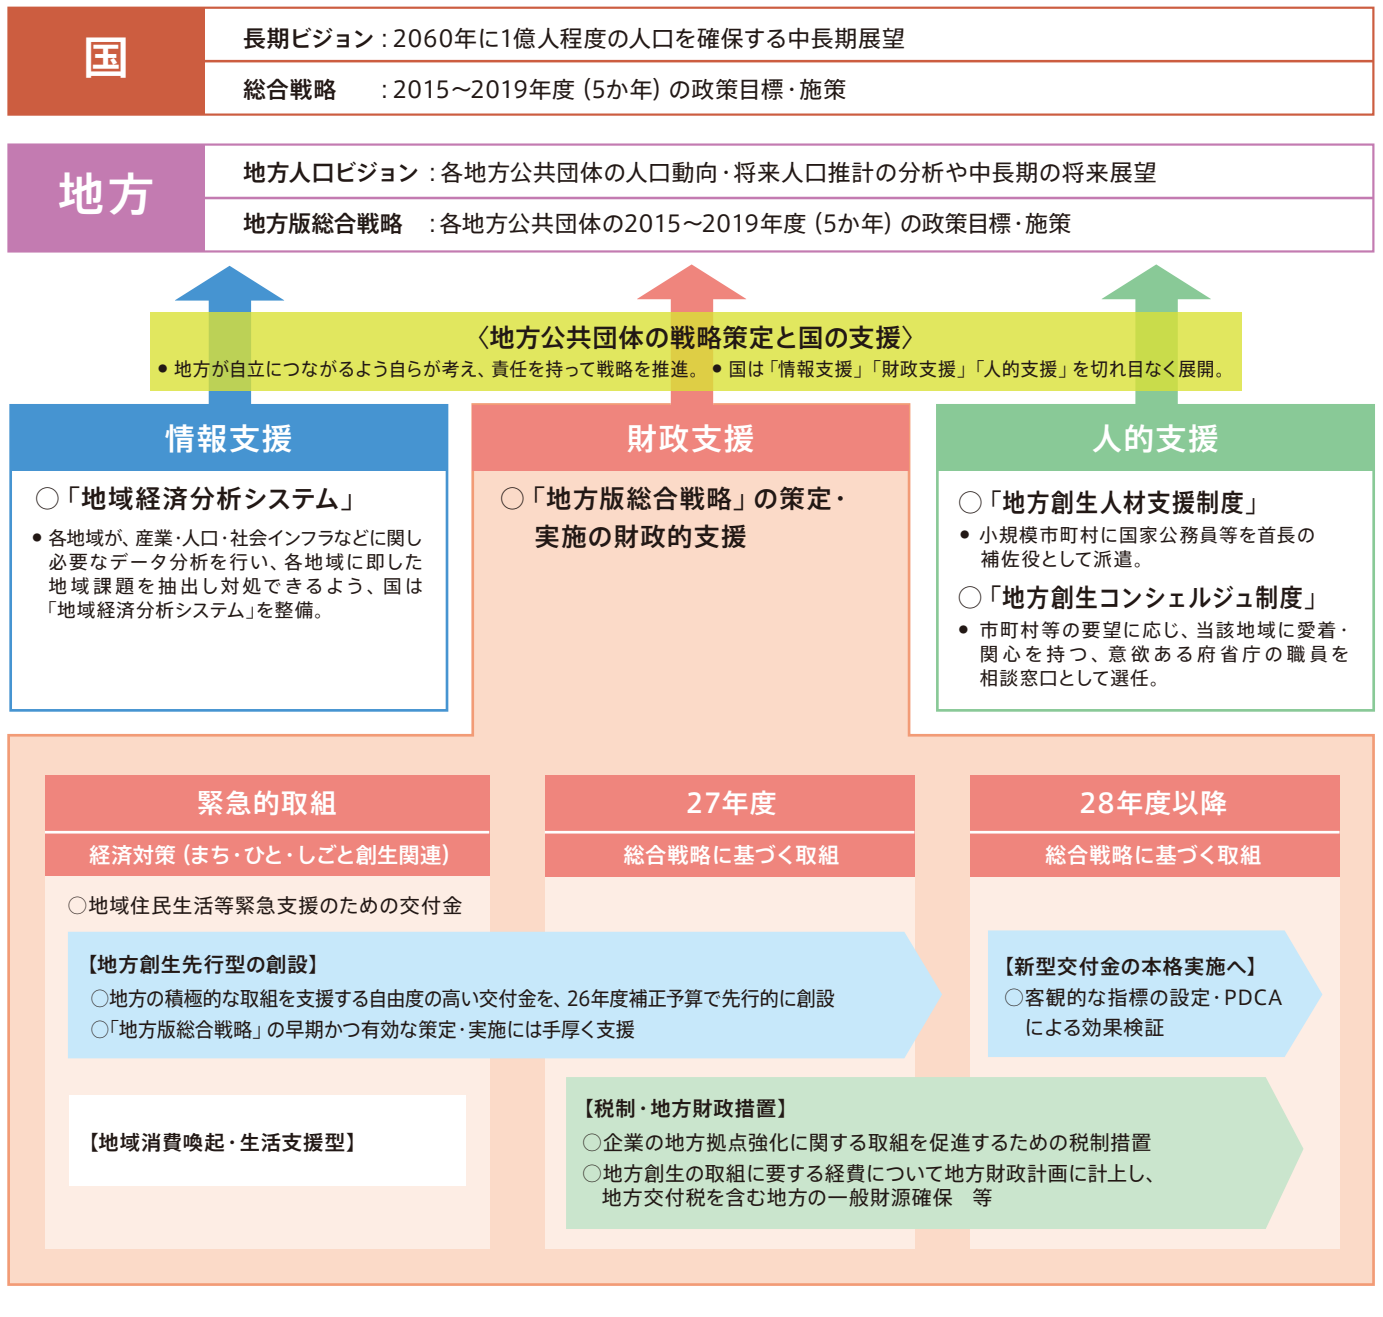 国
長期ビジョン：2060年に1億人程度の人口を確保する中長期展望
総合戦略　：2015～2019年度（5か年）の政策目標・施策
地方
地方人口ビジョン：各地方公共団体の人口動向・将来人口推計の分析や中長期の将来展望
地方版総合戦略　：各地方公共団体の2015～2019年度（5か年）の政策目標・施策
〈地方公共団体の戦略策定と国の支援〉
● 地方が自立につながるよう自らが考え、責任を持って戦略を推進。 ● 国は「情報支援」「財政支援」「人的支援」を切れ目なく展開。
情報支援
○「地域経済分析システム」
● 各地域が、産業・人口・社会インフラなどに関し
必要なデータ分析を行い、各地域に即した
地域課題を抽出し対処できるよう、国は
「地域経済分析システム」を整備。
財政支援
○「地方版総合戦略」の策定・
実施の財政的支援
人的支援
○「地方創生人材支援制度」
● 小規模市町村に国家公務員等を首長の
補佐役として派遣。
○「地方創生コンシェルジュ制度」
● 市町村等の要望に応じ、当該地域に愛着・
関心を持つ、意欲ある府省庁の職員を
相談窓口として選任。
緊急的取組
経済対策（まち・ひと・しごと創生関連）
○地域住民生活等緊急支援のための交付金
27年度
総合戦略に基づく取組
28年度以降
総合戦略に基づく取組
【地方創生先行型の創設】
○地方の積極的な取組を支援する自由度の高い交付金を、26年度補正予算で先行的に創設
○「地方版総合戦略」の早期かつ有効な策定・実施には手厚く支援
【新型交付金の本格実施へ】
○客観的な指標の設定・PDCA
による効果検証
【地域消費喚起・生活支援型】
【税制・地方財政措置】
○企業の地方拠点強化に関する取組を促進するための税制措置
○地方創生の取組に要する経費について地方財政計画に計上し、
地方交付税を含む地方の一般財源確保　等